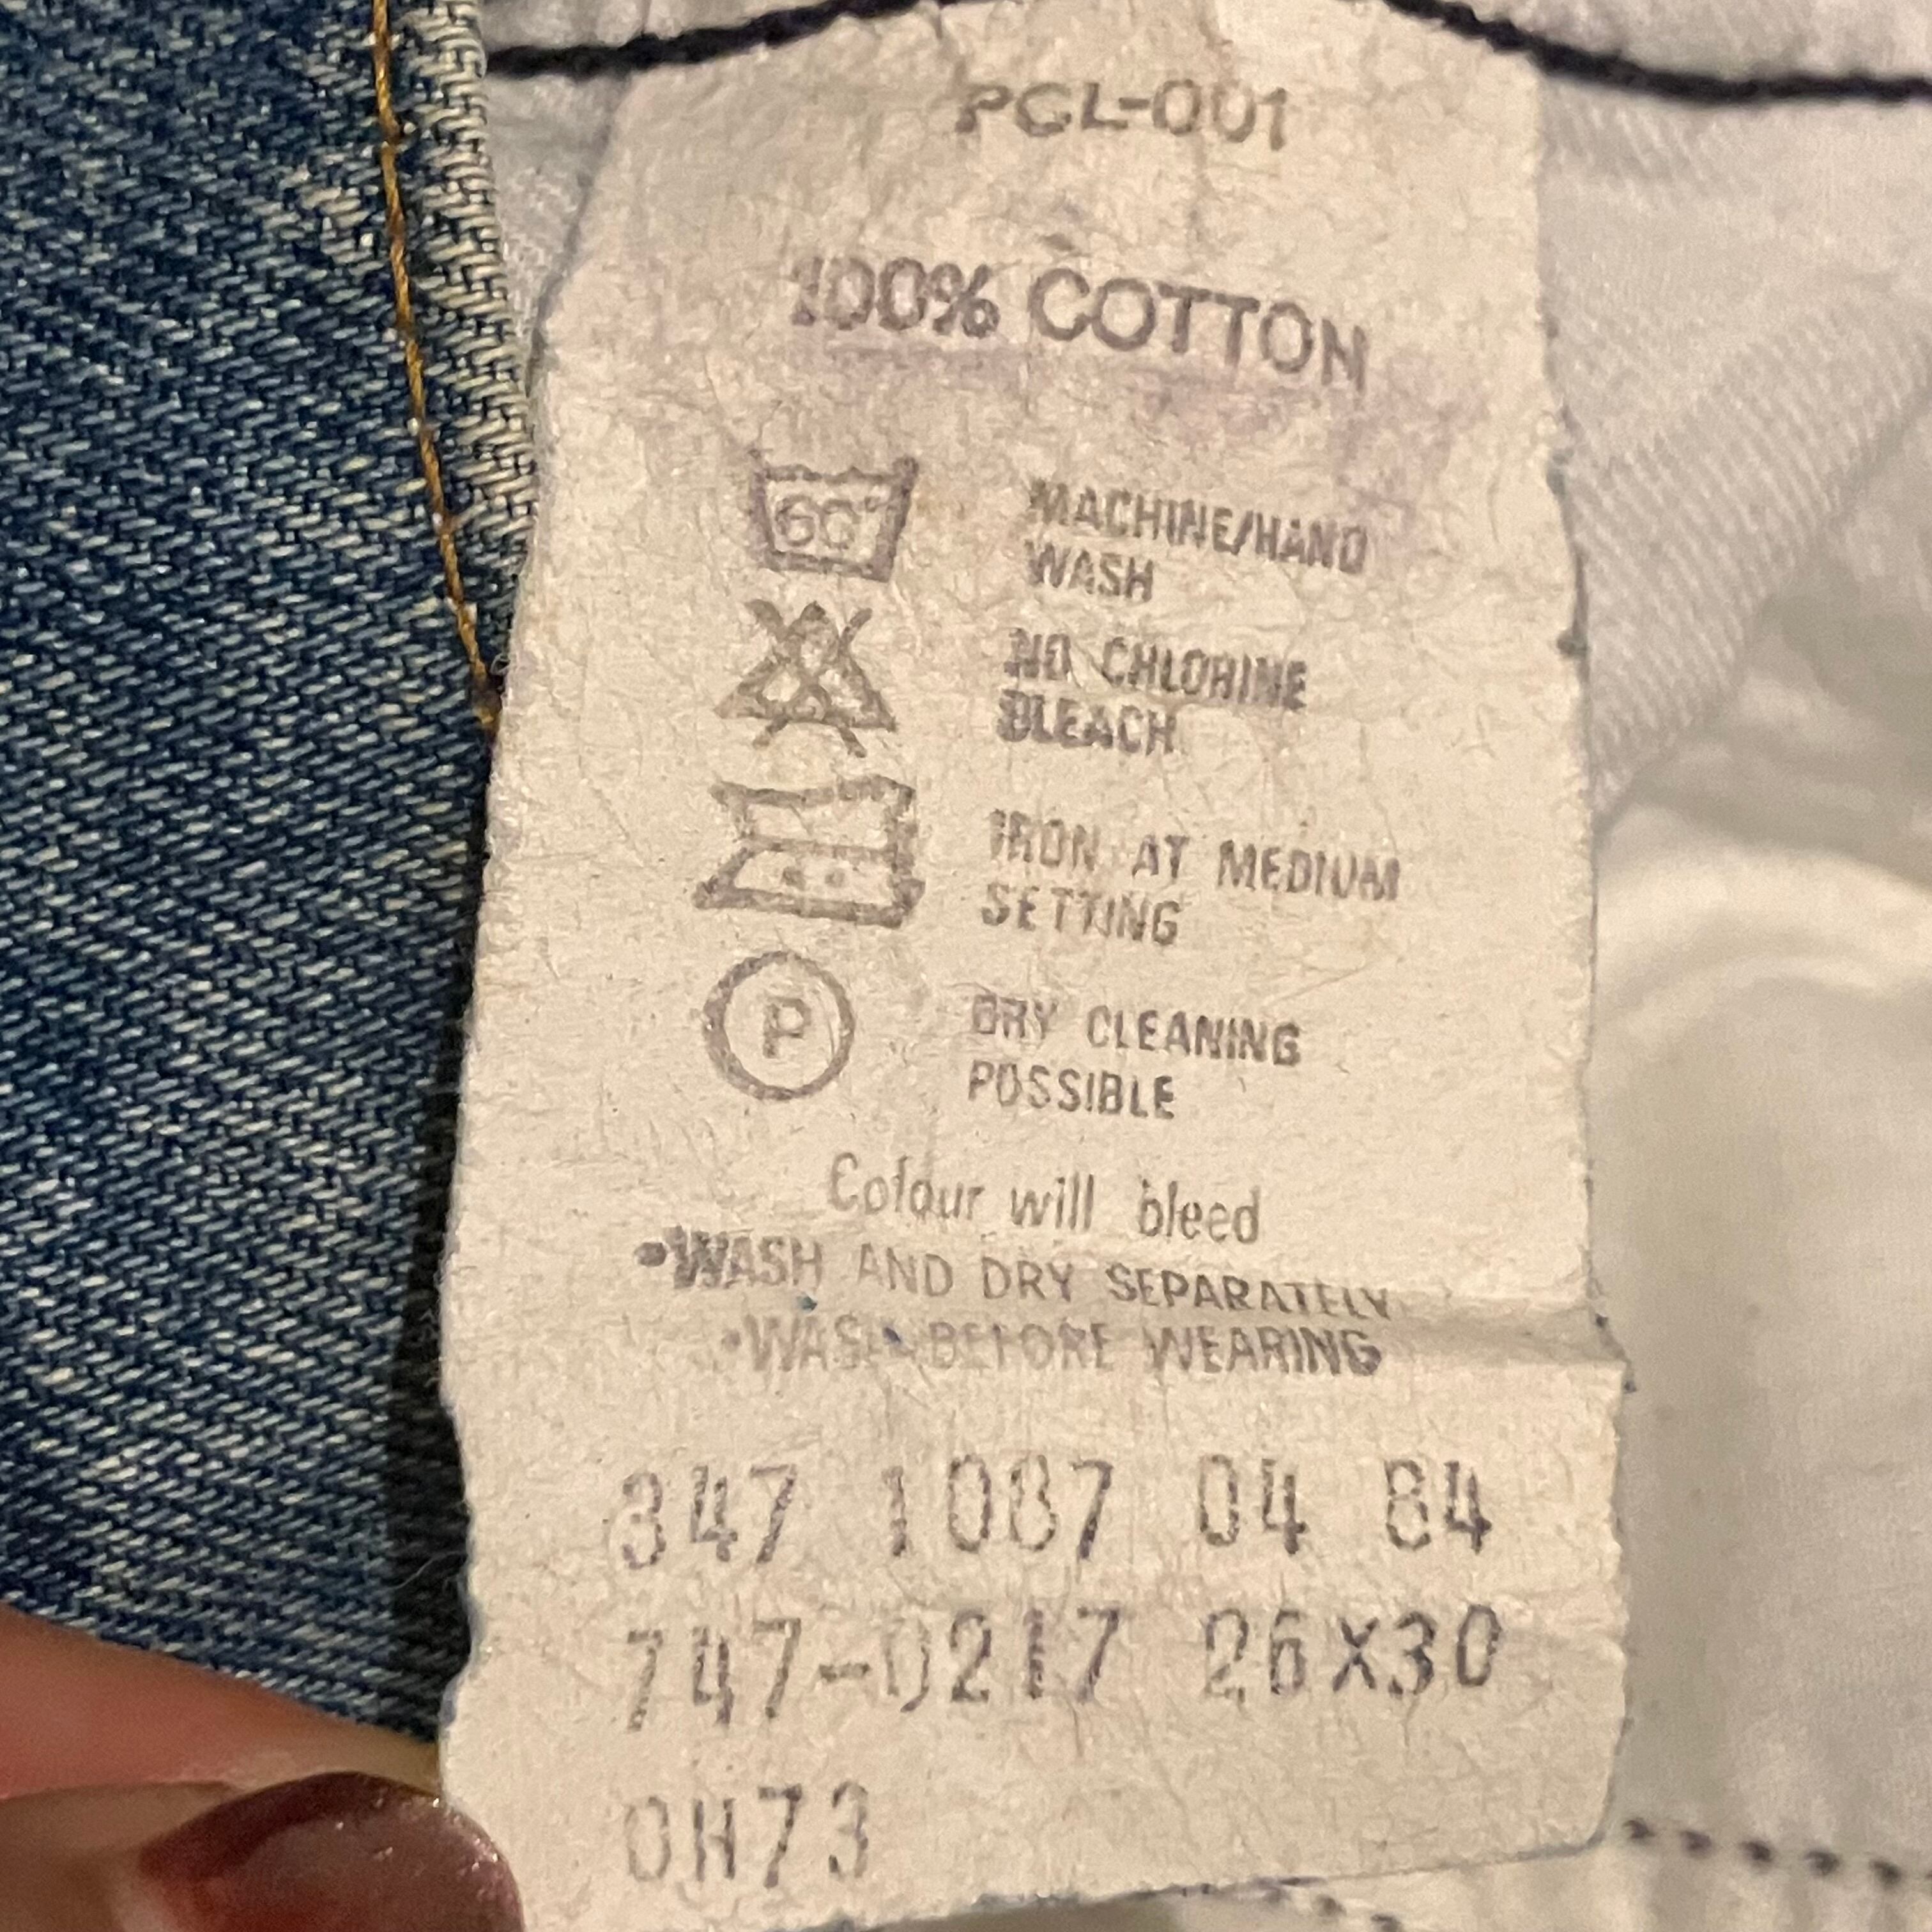 PCL-001
100% COTTON
60°
MACHINE/HAND
WASH
NO CHLORINE
BLEACH
IRON AT MEDIUM
SETTING
P
DRY CLEANING
POSSIBLE
Colour will bleed
•WASH AND DRY SEPARATELY
•WASH BEFORE WEARING
347 1087 04 84
747-0217 26X30
0H73